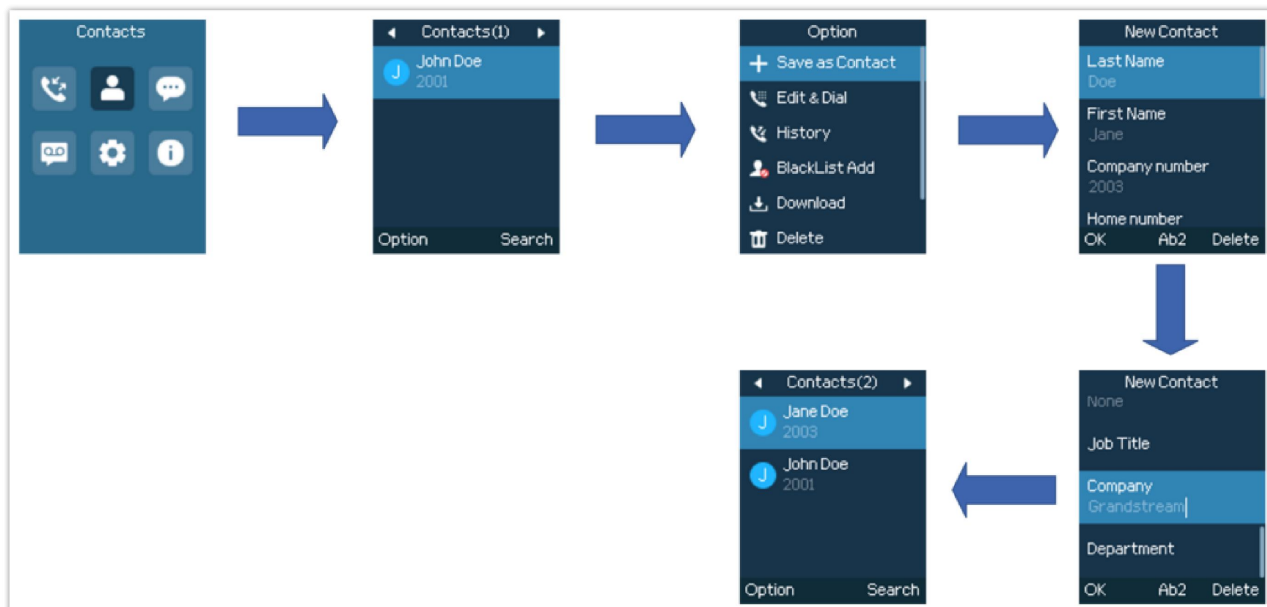 Contacts
Contacts(1)
J
John Doe
2001
Option Search
Option
Save as Contact
Edit & Dial
History
BlackList Add
Download
Delete
New Contact
Last Name
Doe
First Name
Jane
Company number
2003
Home number
OK Ab2 Delete
New Contact
None
Job Title
Company
Grandstream
Department
OK Ab2 Delete
Contacts(2)
J
Jane Doe
2003
J
John Doe
2001
Option Search